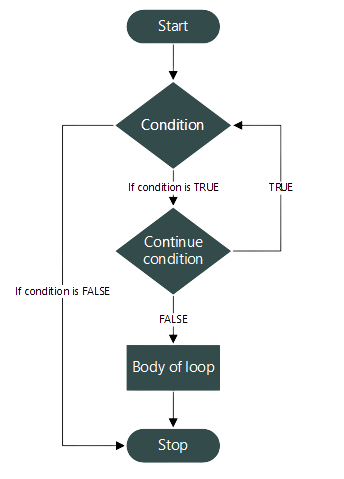 Start
Condition
If condition is TRUE
TRUE
Continue
condition
If condition is FALSE
FALSE
Body of loop
Stop